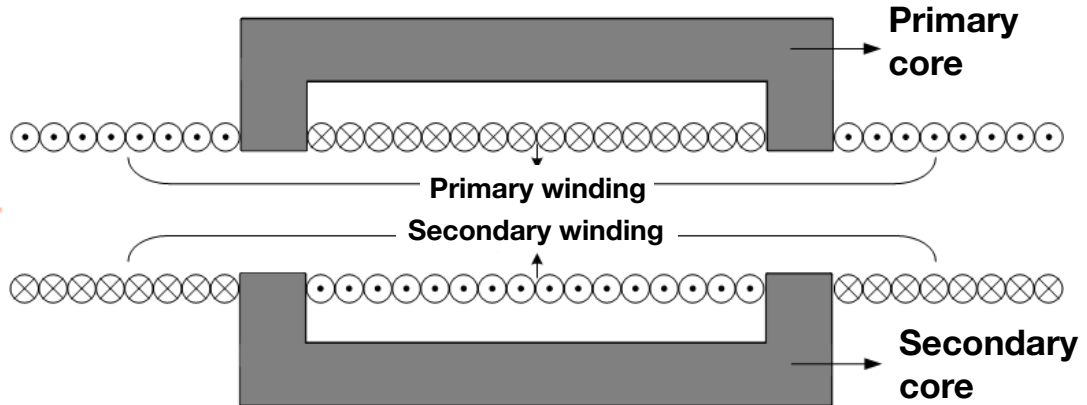 Primary
core
Primary winding
Secondary winding
Secondary
core